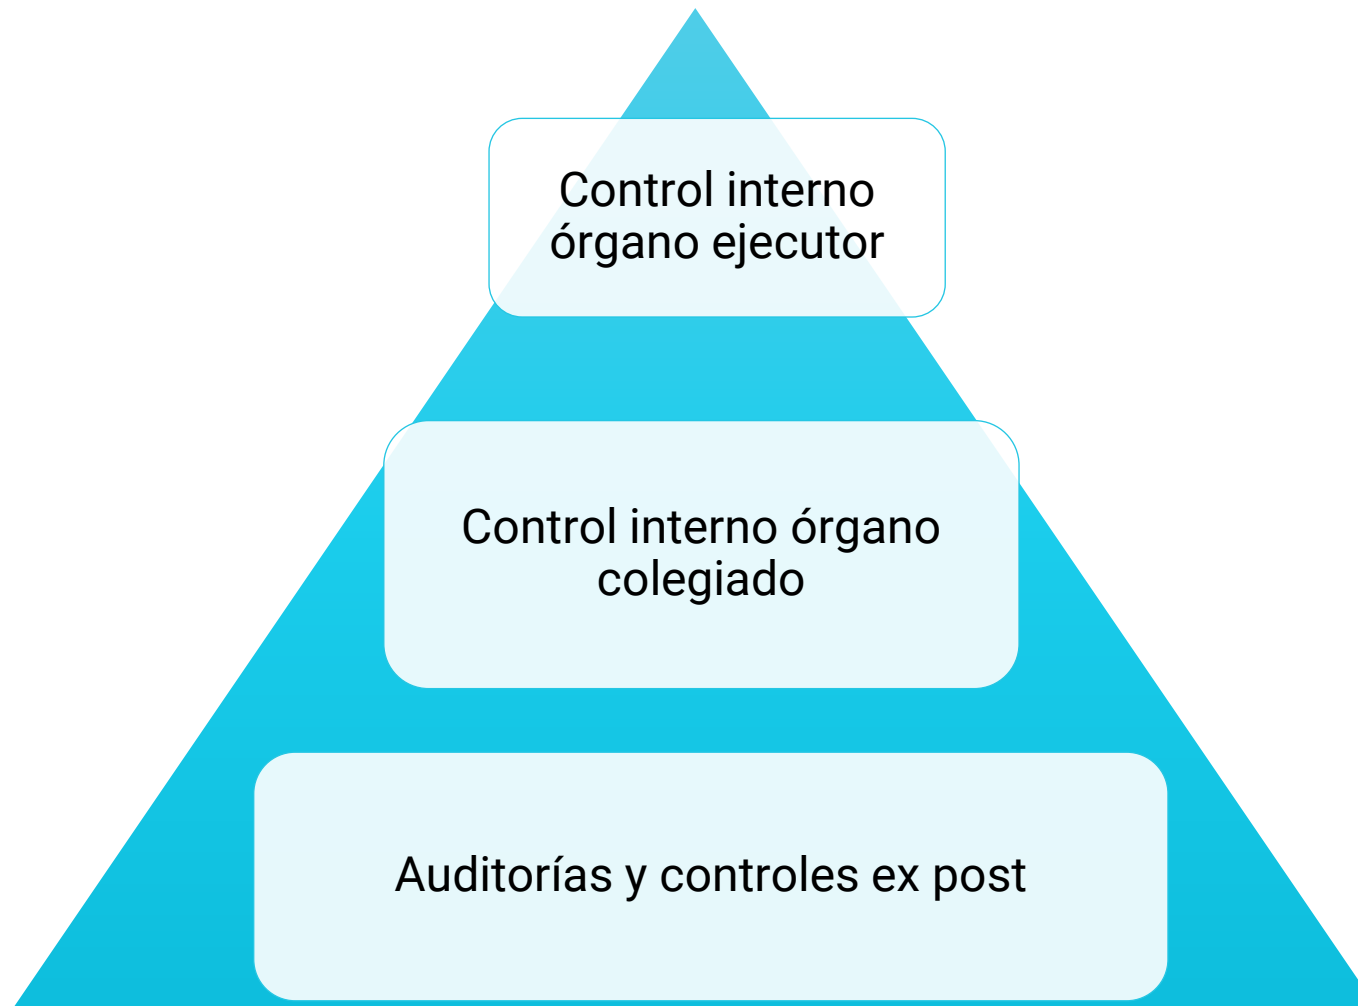 Control interno
órgano ejecutor
Control interno órgano
colegiado
Auditorías y controles ex post